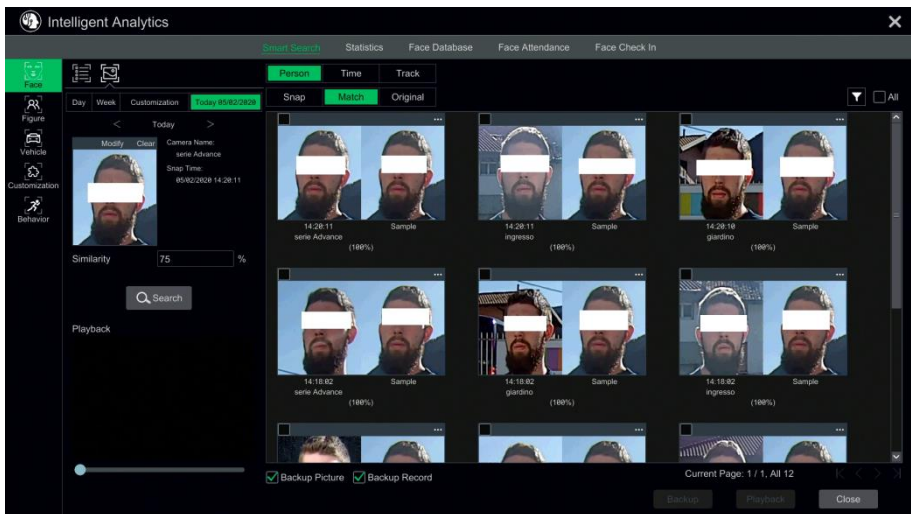 Intelligent Analytics
Smart Search Statistics Face Database Face Attendance Face Check In
Face
Figure
Vehicle
Customization
Behavior
Day Week Customization Today 05/02/2020
< Today >
Modify Clear
Camera Name:
serie Advance
Snap Time:
05/02/2020 14:20:11
Similarity 75 %
Search
Playback
Person Time Track
Snap Match Original
All
14:20:11 Sample
serie Advance
(100%)
14:20:11 Sample
ingresso
(100%)
14:20:10 Sample
giardino
(100%)
14:18:02 Sample
serie Advance
(100%)
14:18:02 Sample
giardino
(100%)
14:18:02 Sample
ingresso
(100%)
Backup Picture Backup Record
Current Page: 1 / 1, All 12
Backup Playback Close